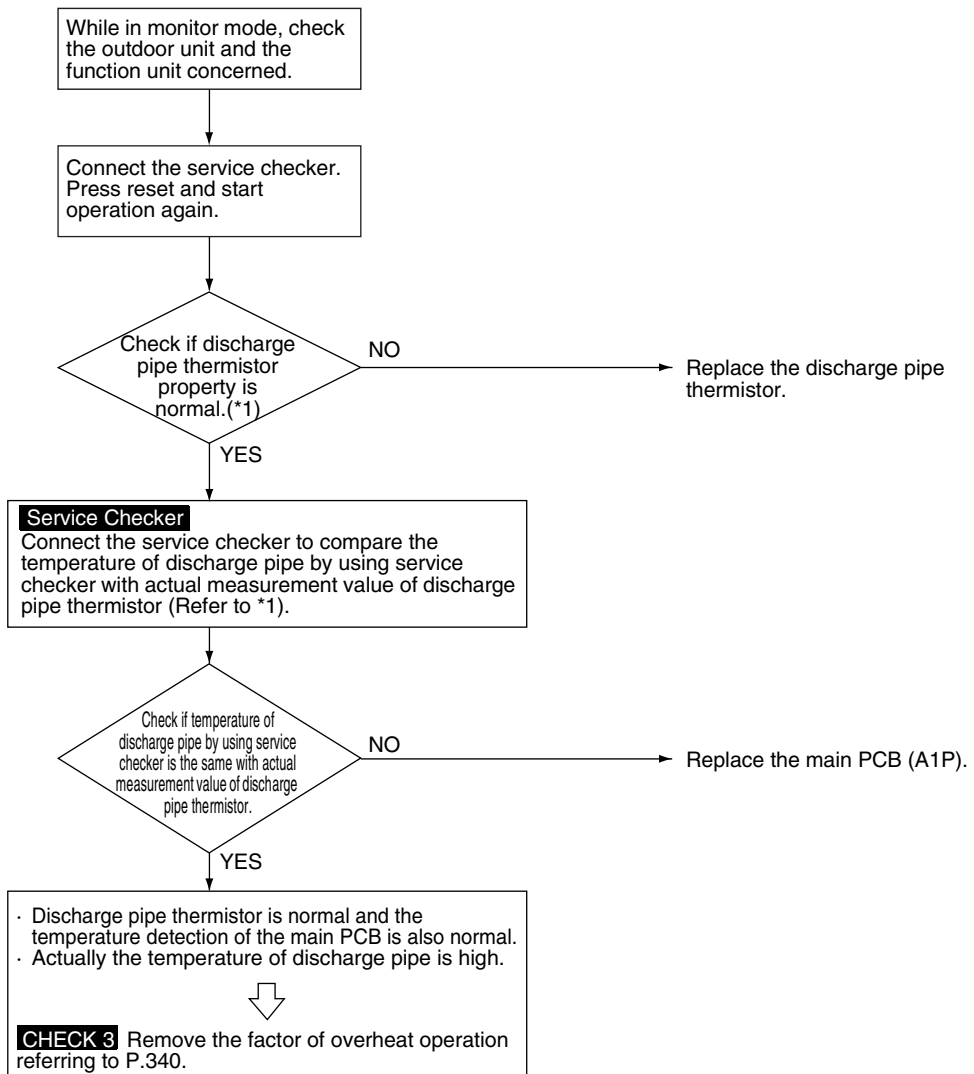 While in monitor mode, check
the outdoor unit and the
function unit concerned.
Connect the service checker.
Press reset and start
operation again.
Check if discharge
pipe thermistor
property is
normal.(*1)
NO
Replace the discharge pipe
thermistor.
YES
Service Checker
Connect the service checker to compare the
temperature of discharge pipe by using service
checker with actual measurement value of discharge
pipe thermistor (Refer to *1).
Check if temperature of
discharge pipe by using service
checker is the same with actual
measurement value of discharge
pipe thermistor.
NO
Replace the main PCB (A1P).
YES
· Discharge pipe thermistor is normal and the
temperature detection of the main PCB is also normal.
· Actually the temperature of discharge pipe is high.
CHECK 3 Remove the factor of overheat operation
referring to P.340.